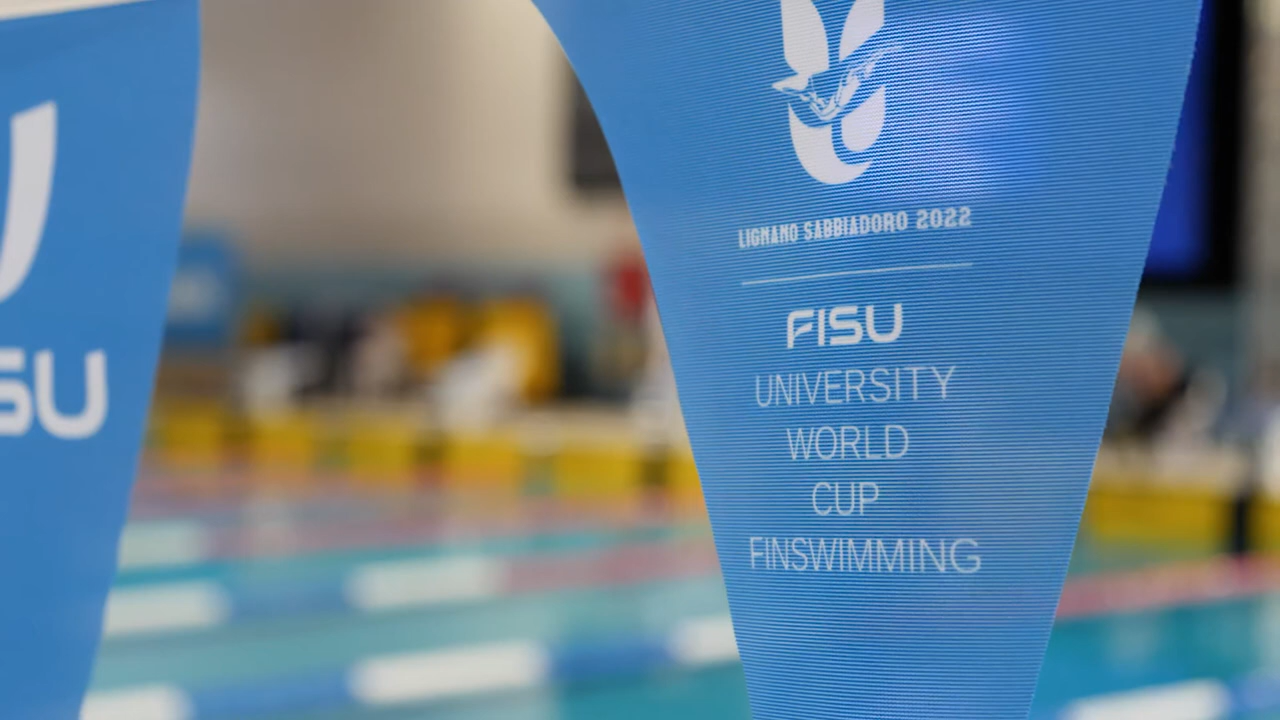 SU
LIGNANO SABBIADORO 2022
FISU
UNIVERSITY
WORLD
CUP
FINSWIMMING